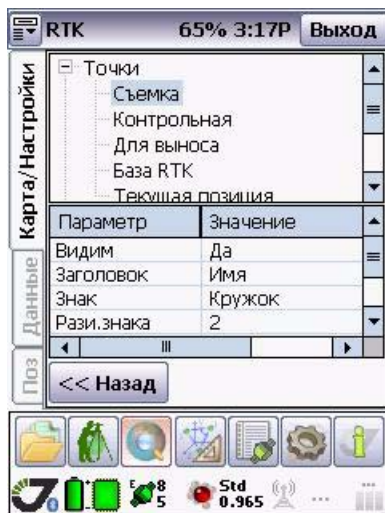 RTK 65% 3:17P Выход
Карта/Настройки
Данные
Поз
Точки
Съемка
Контрольная
Для выноса
База RTK
Текущая позиция
Параметр Значение
Видим Да
Заголовок Имя
Знак Кружок
Рази.знака 2
<< Назад
8
5
Std
0.965
...